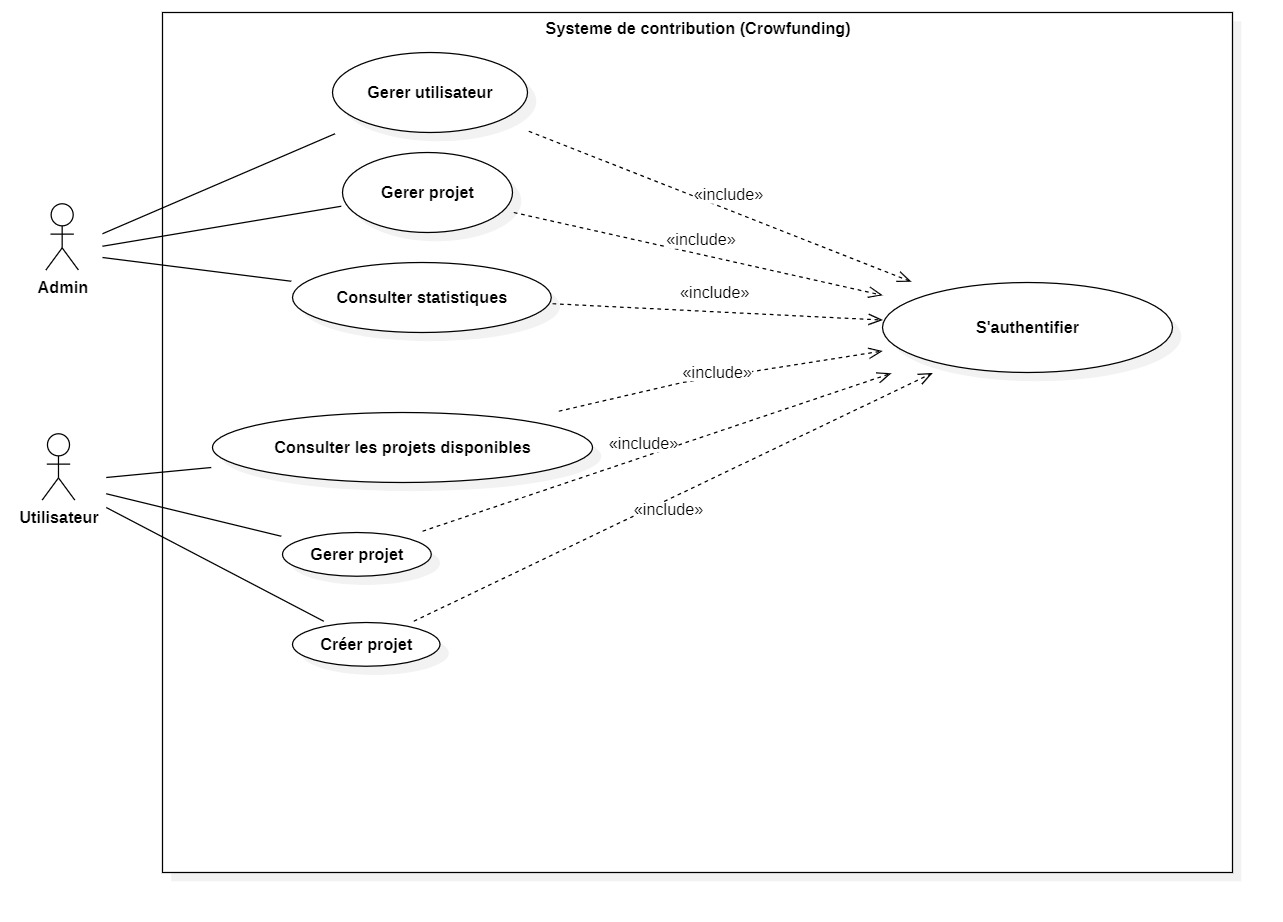 Systeme de contribution (Crowfunding)
Gerer utilisateur
«include»
Gerer projet
«include»
Admin
Consulter statistiques
«include»
S'authentifier
«include»
Consulter les projets disponibles
«include»
Utilisateur
«include»
Gerer projet
Créer projet